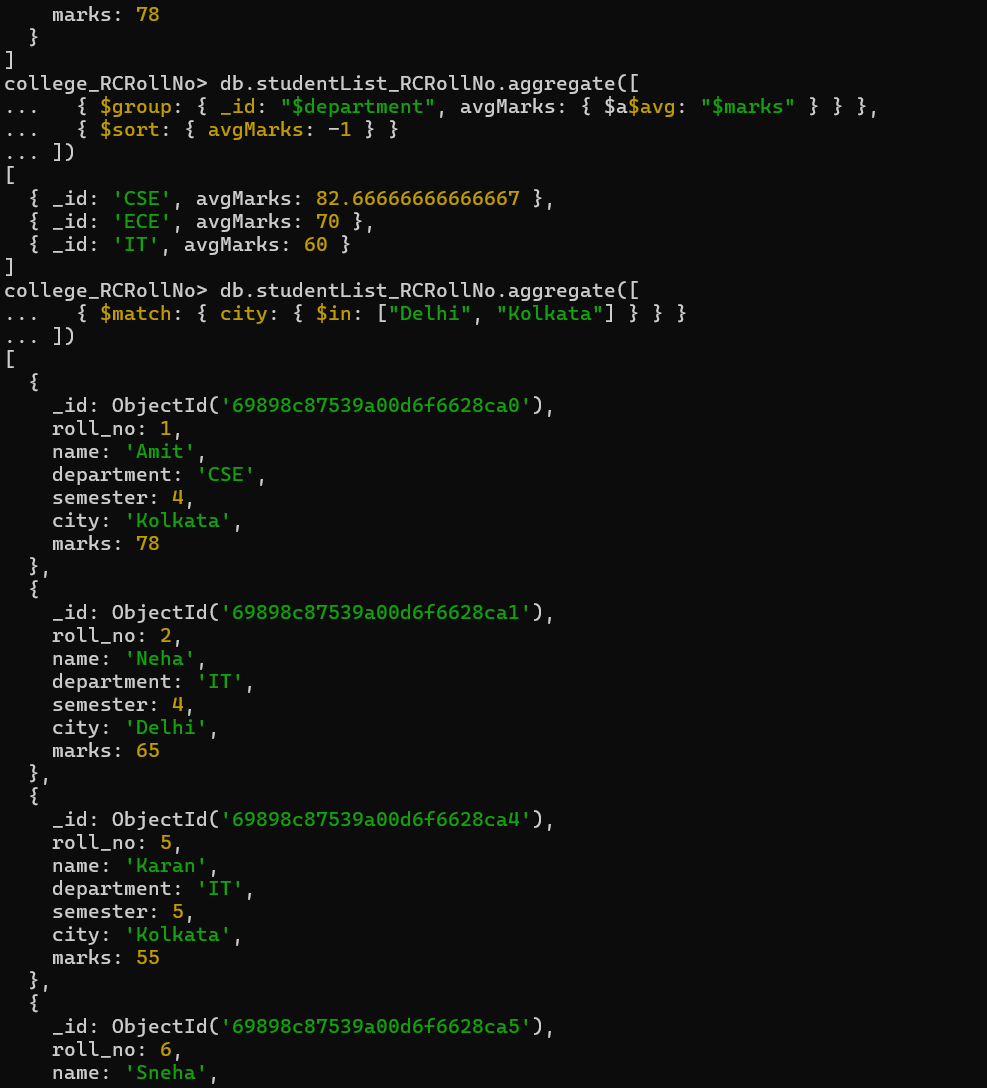 marks: 78
  }
]
college_RCRollNo> db.studentList_RCRollNo.aggregate([
...   { $group: { _id: "$department", avgMarks: { $a$avg: "$marks" } } },
...   { $sort: { avgMarks: -1 } }
... ])
[
  { _id: 'CSE', avgMarks: 82.66666666666667 },
  { _id: 'ECE', avgMarks: 70 },
  { _id: 'IT', avgMarks: 60 }
]
college_RCRollNo> db.studentList_RCRollNo.aggregate([
...   { $match: { city: { $in: ["Delhi", "Kolkata"] } } }
... ])
[
  {
    _id: ObjectId('69898c87539a00d6f6628ca0'),
    roll_no: 1,
    name: 'Amit',
    department: 'CSE',
    semester: 4,
    city: 'Kolkata',
    marks: 78
  },
  {
    _id: ObjectId('69898c87539a00d6f6628ca1'),
    roll_no: 2,
    name: 'Neha',
    department: 'IT',
    semester: 4,
    city: 'Delhi',
    marks: 65
  },
  {
    _id: ObjectId('69898c87539a00d6f6628ca4'),
    roll_no: 5,
    name: 'Karan',
    department: 'IT',
    semester: 5,
    city: 'Kolkata',
    marks: 55
  },
  {
    _id: ObjectId('69898c87539a00d6f6628ca5'),
    roll_no: 6,
    name: 'Sneha',